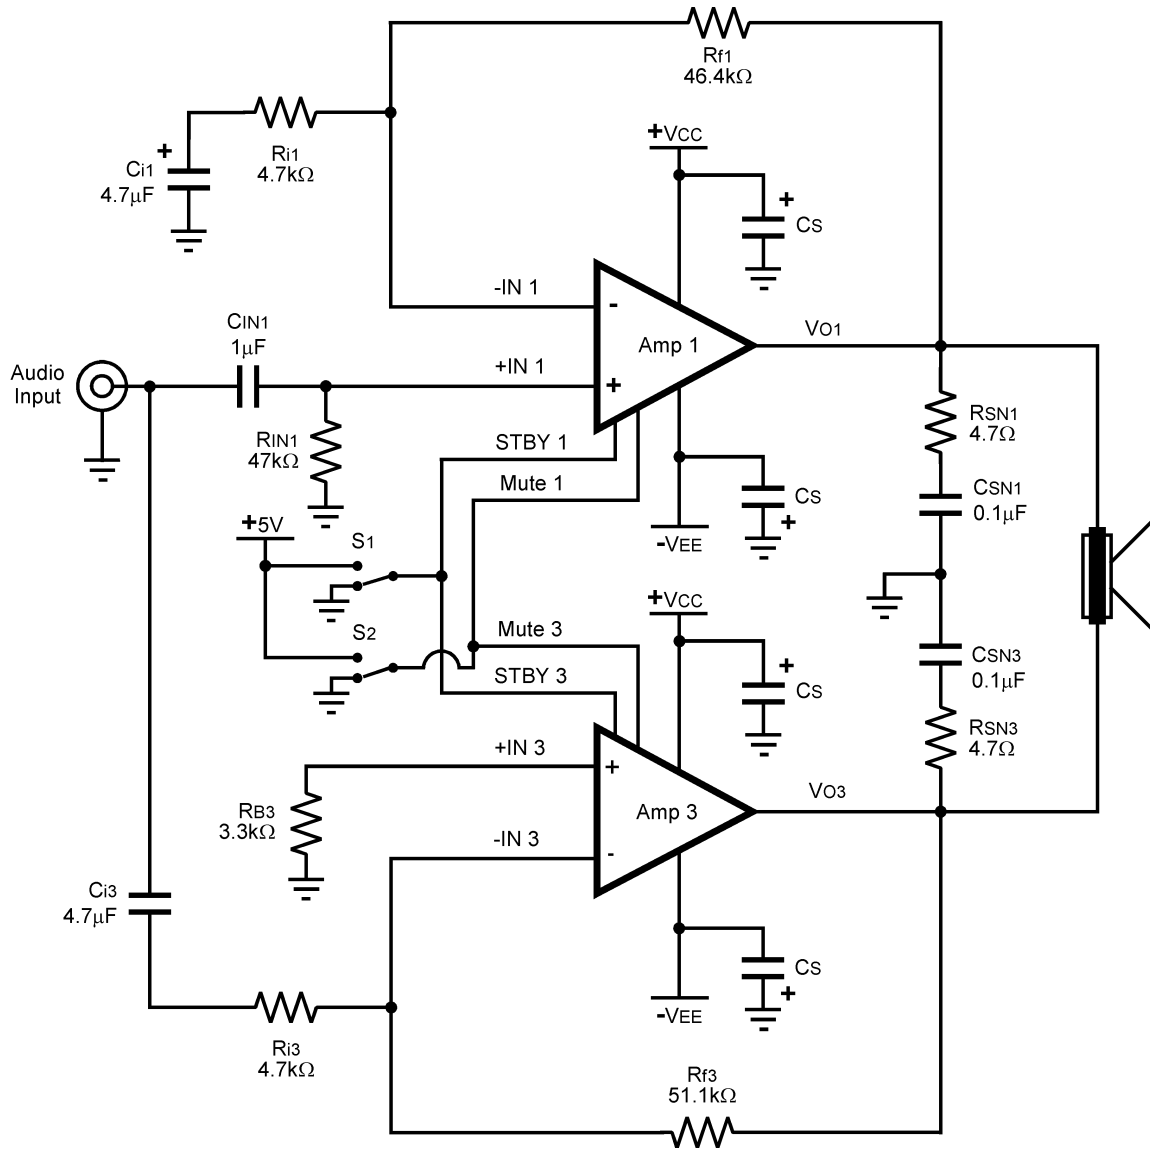 Rf1
46.4kΩ
+VCC
Ri1
4.7kΩ
+
Ci1
4.7µF
+
CS
-IN 1
-
CIN1
1µF
VO1
Amp 1
Audio
Input
+IN 1
+
RSN1
4.7Ω
RIN1
47kΩ
STBY 1
Mute 1
CSN1
0.1µF
CS
+
+5V
S1
-VEE
+VCC
S2
Mute 3
STBY 3
CSN3
0.1µF
+
CS
RSN3
4.7Ω
+IN 3
+
VO3
RB3
3.3kΩ
Amp 3
-IN 3
-
Ci3
4.7µF
CS
+
-VEE
Ri3
4.7kΩ
Rf3
51.1kΩ